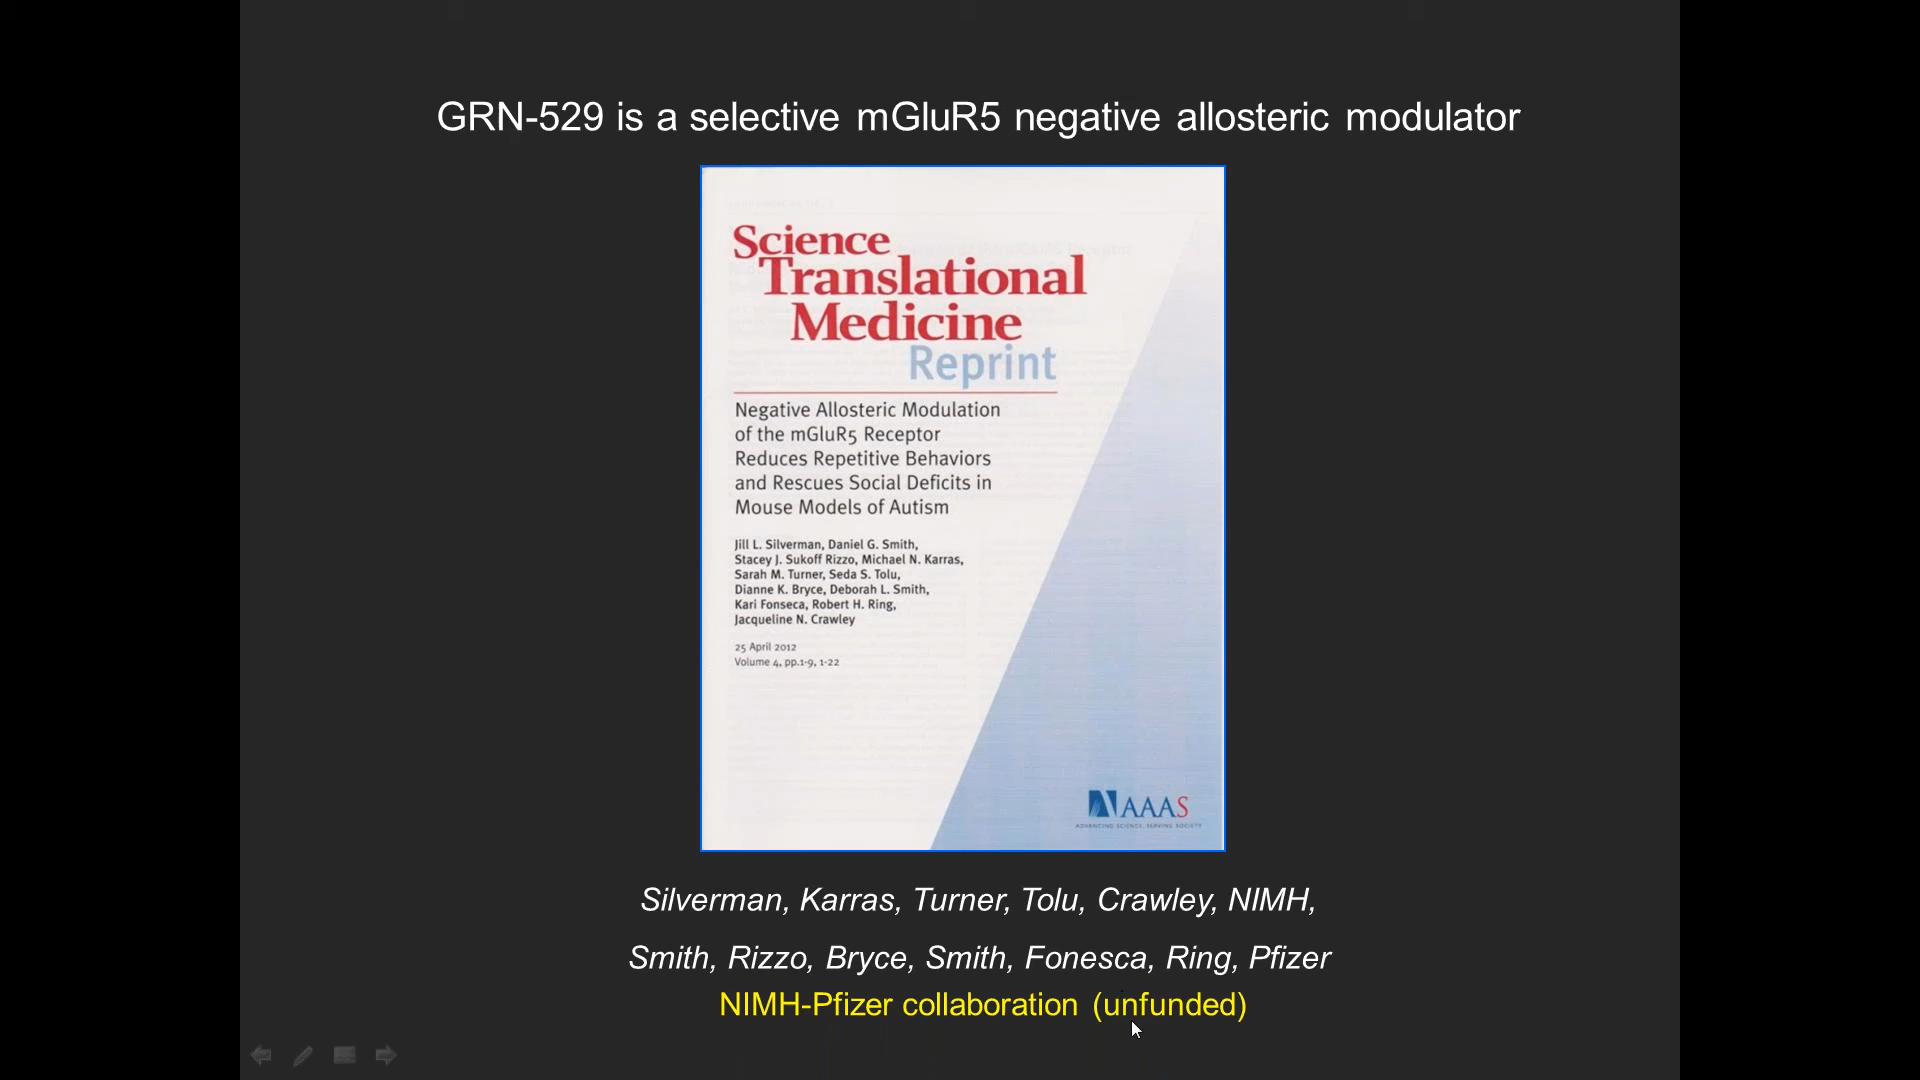 GRN-529 is a selective mGluR5 negative allosteric modulator
Science
Translational
Medicine
Reprint
Negative Allosteric Modulation
of the mGluR5 Receptor
Reduces Repetitive Behaviors
and Rescues Social Deficits in
Mouse Models of Autism
Jill L. Silverman, Daniel G. Smith,
Stacey J. Sukoff Rizzo, Michael N. Karras,
Sarah M. Turner, Seda S. Tolu,
Dianne K. Bryce, Deborah L. Smith,
Kari Fonseca, Robert H. Ring,
Jacqueline N. Crawley
25 April 2012
Volume 4, pp.1-9, 1-22
AAAS
ADVANCING SCIENCE, SERVING SOCIETY
Silverman, Karras, Turner, Tolu, Crawley, NIMH,
Smith, Rizzo, Bryce, Smith, Fonesca, Ring, Pfizer
NIMH-Pfizer collaboration (unfunded)